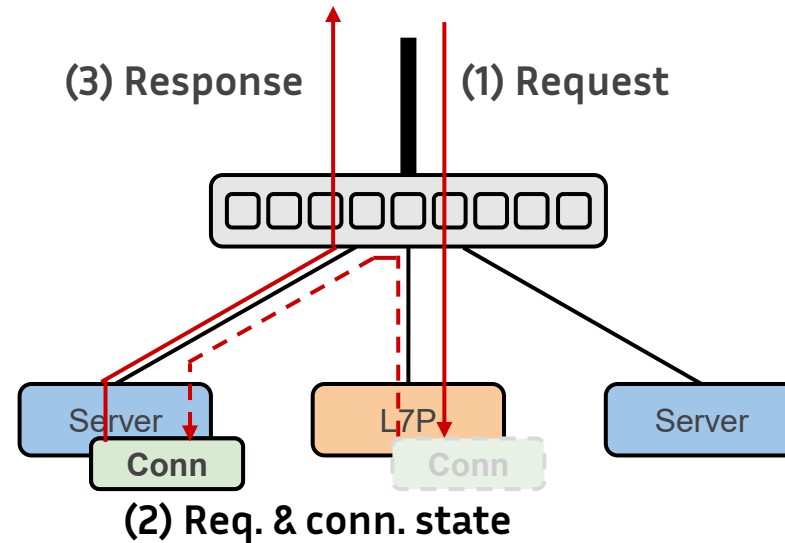 (3) Response
(1) Request
Server
L7P
Server
Conn
Conn
(2) Req. & conn. state